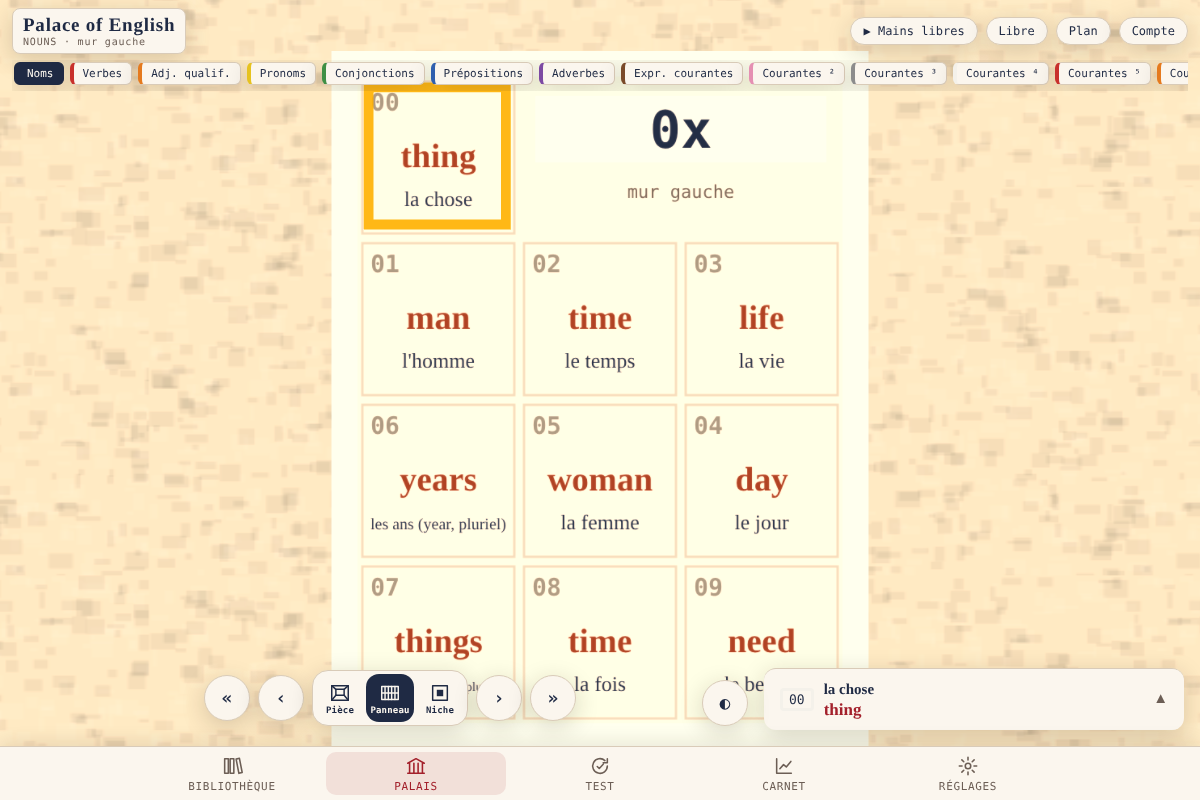 Palace of English
NOUNS · mur gauche
▶ Mains libres
Libre
Plan
Compte
Noms
Verbes
Adj. qualif.
Pronoms
Conjonctions
Prépositions
Adverbes
Expr. courantes
Courantes ²
Courantes ³
Courantes ⁴
Courantes ⁵
00
thing
la chose
0x
mur gauche
01
man
l'homme
02
time
le temps
03
life
la vie
06
years
les ans (year, pluriel)
05
woman
la femme
04
day
le jour
07
things
08
time
la fois
09
need
« ‹
Pièce
Panneau
Niche
› »
◐
00
la chose
thing
▲
BIBLIOTHÈQUE
PALAIS
TEST
CARNET
RÉGLAGES